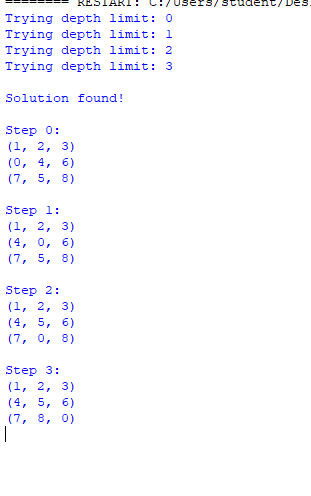 ======== RESTART: C:/Users/student/Des
Trying depth limit: 0
Trying depth limit: 1
Trying depth limit: 2
Trying depth limit: 3
Solution found!
Step 0:
(1, 2, 3)
(0, 4, 6)
(7, 5, 8)
Step 1:
(1, 2, 3)
(4, 0, 6)
(7, 5, 8)
Step 2:
(1, 2, 3)
(4, 5, 6)
(7, 0, 8)
Step 3:
(1, 2, 3)
(4, 5, 6)
(7, 8, 0)